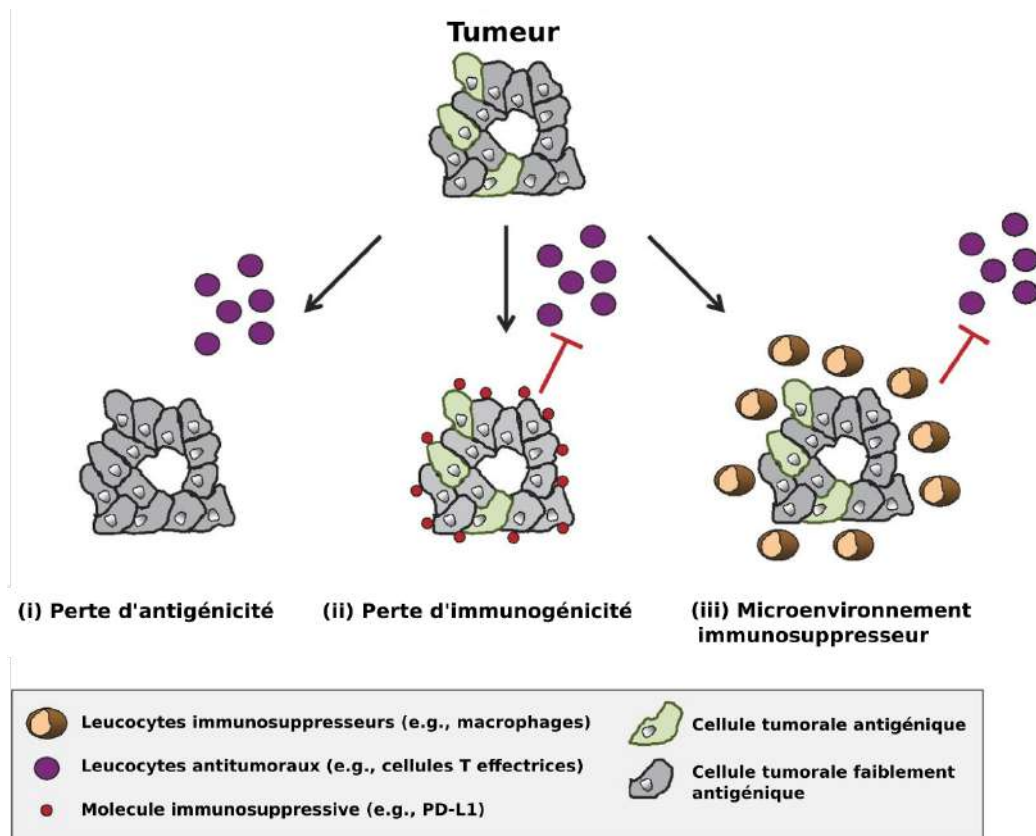 Tumeur
(i) Perte d'antigénicité
(ii) Perte d'immunogénicité
(iii) Microenvironnement
immunosuppresseur
Leucocytes immunosuppresseurs (e.g., macrophages)
Leucocytes antitumoraux (e.g., cellules T effectrices)
Molécule immunosuppressive (e.g., PD-L1)
Cellule tumorale antigénique
Cellule tumorale faiblement
antigénique